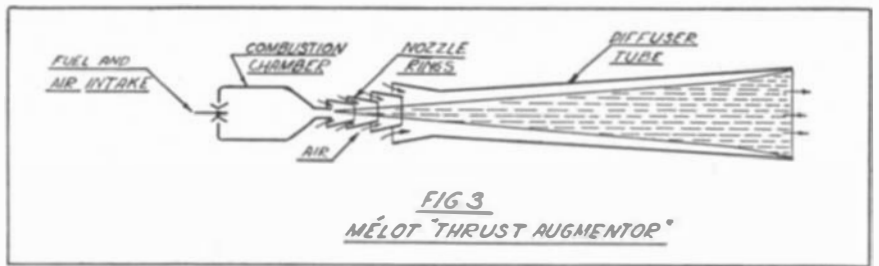 FUEL AND
AIR INTAKE
COMBUSTION
CHAMBER
NOZZLE
RINGS
DIFFUSER
TUBE
AIR
FIG 3
MÉLOT "THRUST AUGMENTOR"